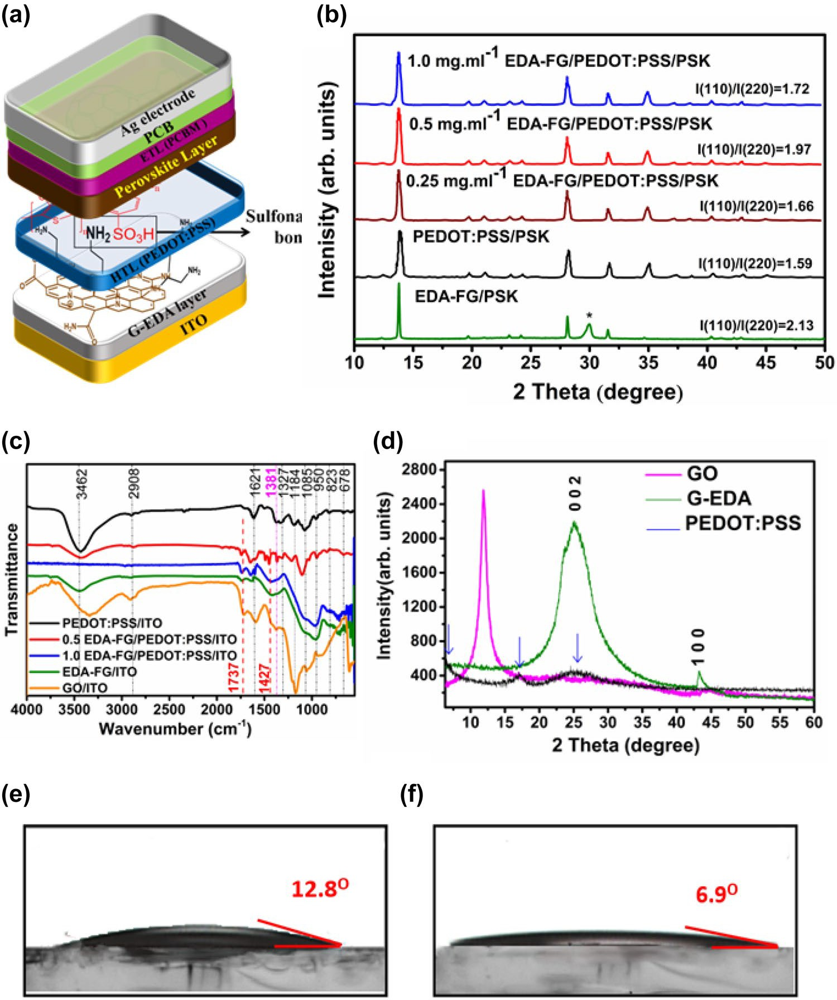 (a)
Ag electrode
PCB
ETL (PCBM )
Perovskite Layer
n
S
H₂N
n
NH₂
SO₃H
NH₂
Sulfona
bon
HTL (PEDOT:PSS)
NH
NH₂
O
N
N
H₂N
O
G-EDA layer
ITO
(b)
Intenisity (arb. units)
1.0 mg.ml⁻¹ EDA-FG/PEDOT:PSS/PSK
I(110)/I(220)=1.72
0.5 mg.ml⁻¹ EDA-FG/PEDOT:PSS/PSK
I(110)/I(220)=1.97
0.25 mg.ml⁻¹ EDA-FG/PEDOT:PSS/PSK
I(110)/I(220)=1.66
PEDOT:PSS/PSK
I(110)/I(220)=1.59
EDA-FG/PSK
*
I(110)/I(220)=2.13
10 15 20 25 30 35 40 45 50
2 Theta (degree)
(c)
Transmittance
3462 2908 1621 1381 1327 1184 1085 950 823 678
PEDOT:PSS/ITO
0.5 EDA-FG/PEDOT:PSS/ITO
1.0 EDA-FG/PEDOT:PSS/ITO
EDA-FG/ITO
GO/ITO
1737 1427
4000 3500 3000 2500 2000 1500 1000
Wavenumber (cm⁻¹)
(d)
Intensity(arb. units)
2800
2400
2000
1600
1200
800
400
GO
G-EDA
PEDOT:PSS
0 0 2
1 0 0
10 15 20 25 30 35 40 45 50 55 60
2 Theta (degree)
(e)
12.8ᴼ
(f)
6.9ᴼ